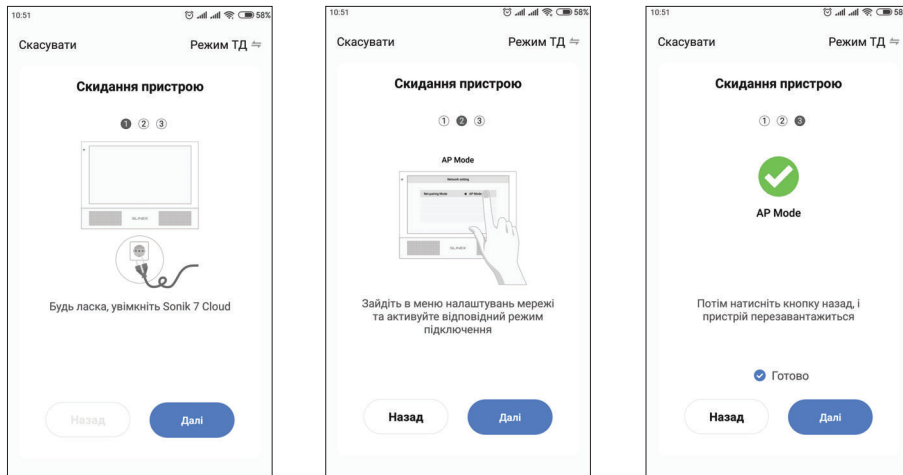 10:51
58%
Скасувати
Режим ТД
Скидання пристрою
1 2 3
SLINEX
Будь ласка, увімкніть Sonik 7 Cloud
Назад
Далі
10:51
58%
Скасувати
Режим ТД
Скидання пристрою
1 2 3
AP Mode
Network setting
AP Mode
SLINEX
Зайдіть в меню налаштувань мережі
та активуйте відповідний режим
підключення
Назад
Далі
10:51
58
Скасувати
Режим ТД
Скидання пристрою
1 2 3
AP Mode
Потім натисніть кнопку назад, і
пристрій перезавантажиться
Готово
Назад
Далі